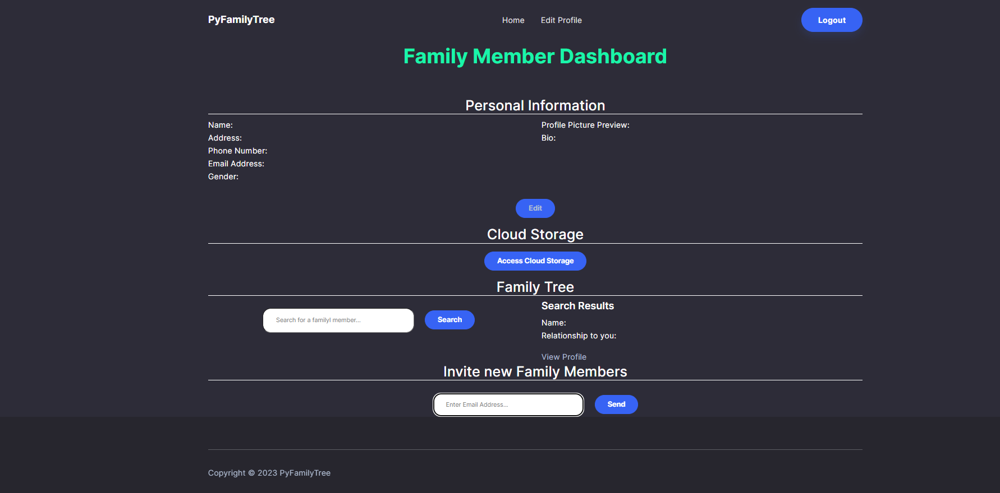 PyFamilyTree
Home Edit Profile
Logout
Family Member Dashboard
Personal Information
Name:
Address:
Phone Number:
Email Address:
Gender:
Profile Picture Preview:
Bio:
Edit
Cloud Storage
Access Cloud Storage
Family Tree
Search for a familyl member...
Search
Search Results
Name:
Relationship to you:
View Profile
Invite new Family Members
Enter Email Address...
Send
Copyright © 2023 PyFamilyTree